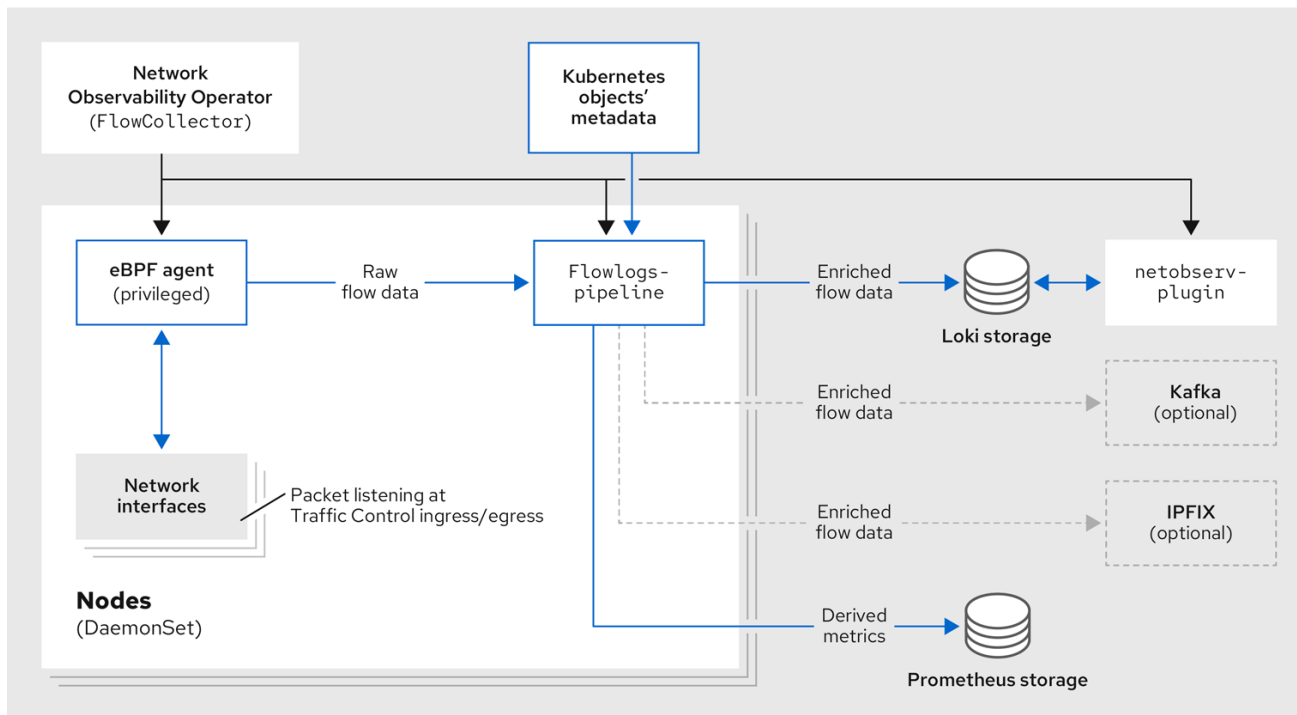 Network
Observability Operator
(FlowCollector)
Kubernetes
objects’
metadata
eBPF agent
(privileged)
Raw
flow data
Flowlogs-
pipeline
Enriched
flow data
Loki storage
netobserv-
plugin
Enriched
flow data
Kafka
(optional)
Network
interfaces
Packet listening at
Traffic Control ingress/egress
Enriched
flow data
IPFIX
(optional)
Nodes
(DaemonSet)
Derived
metrics
Prometheus storage